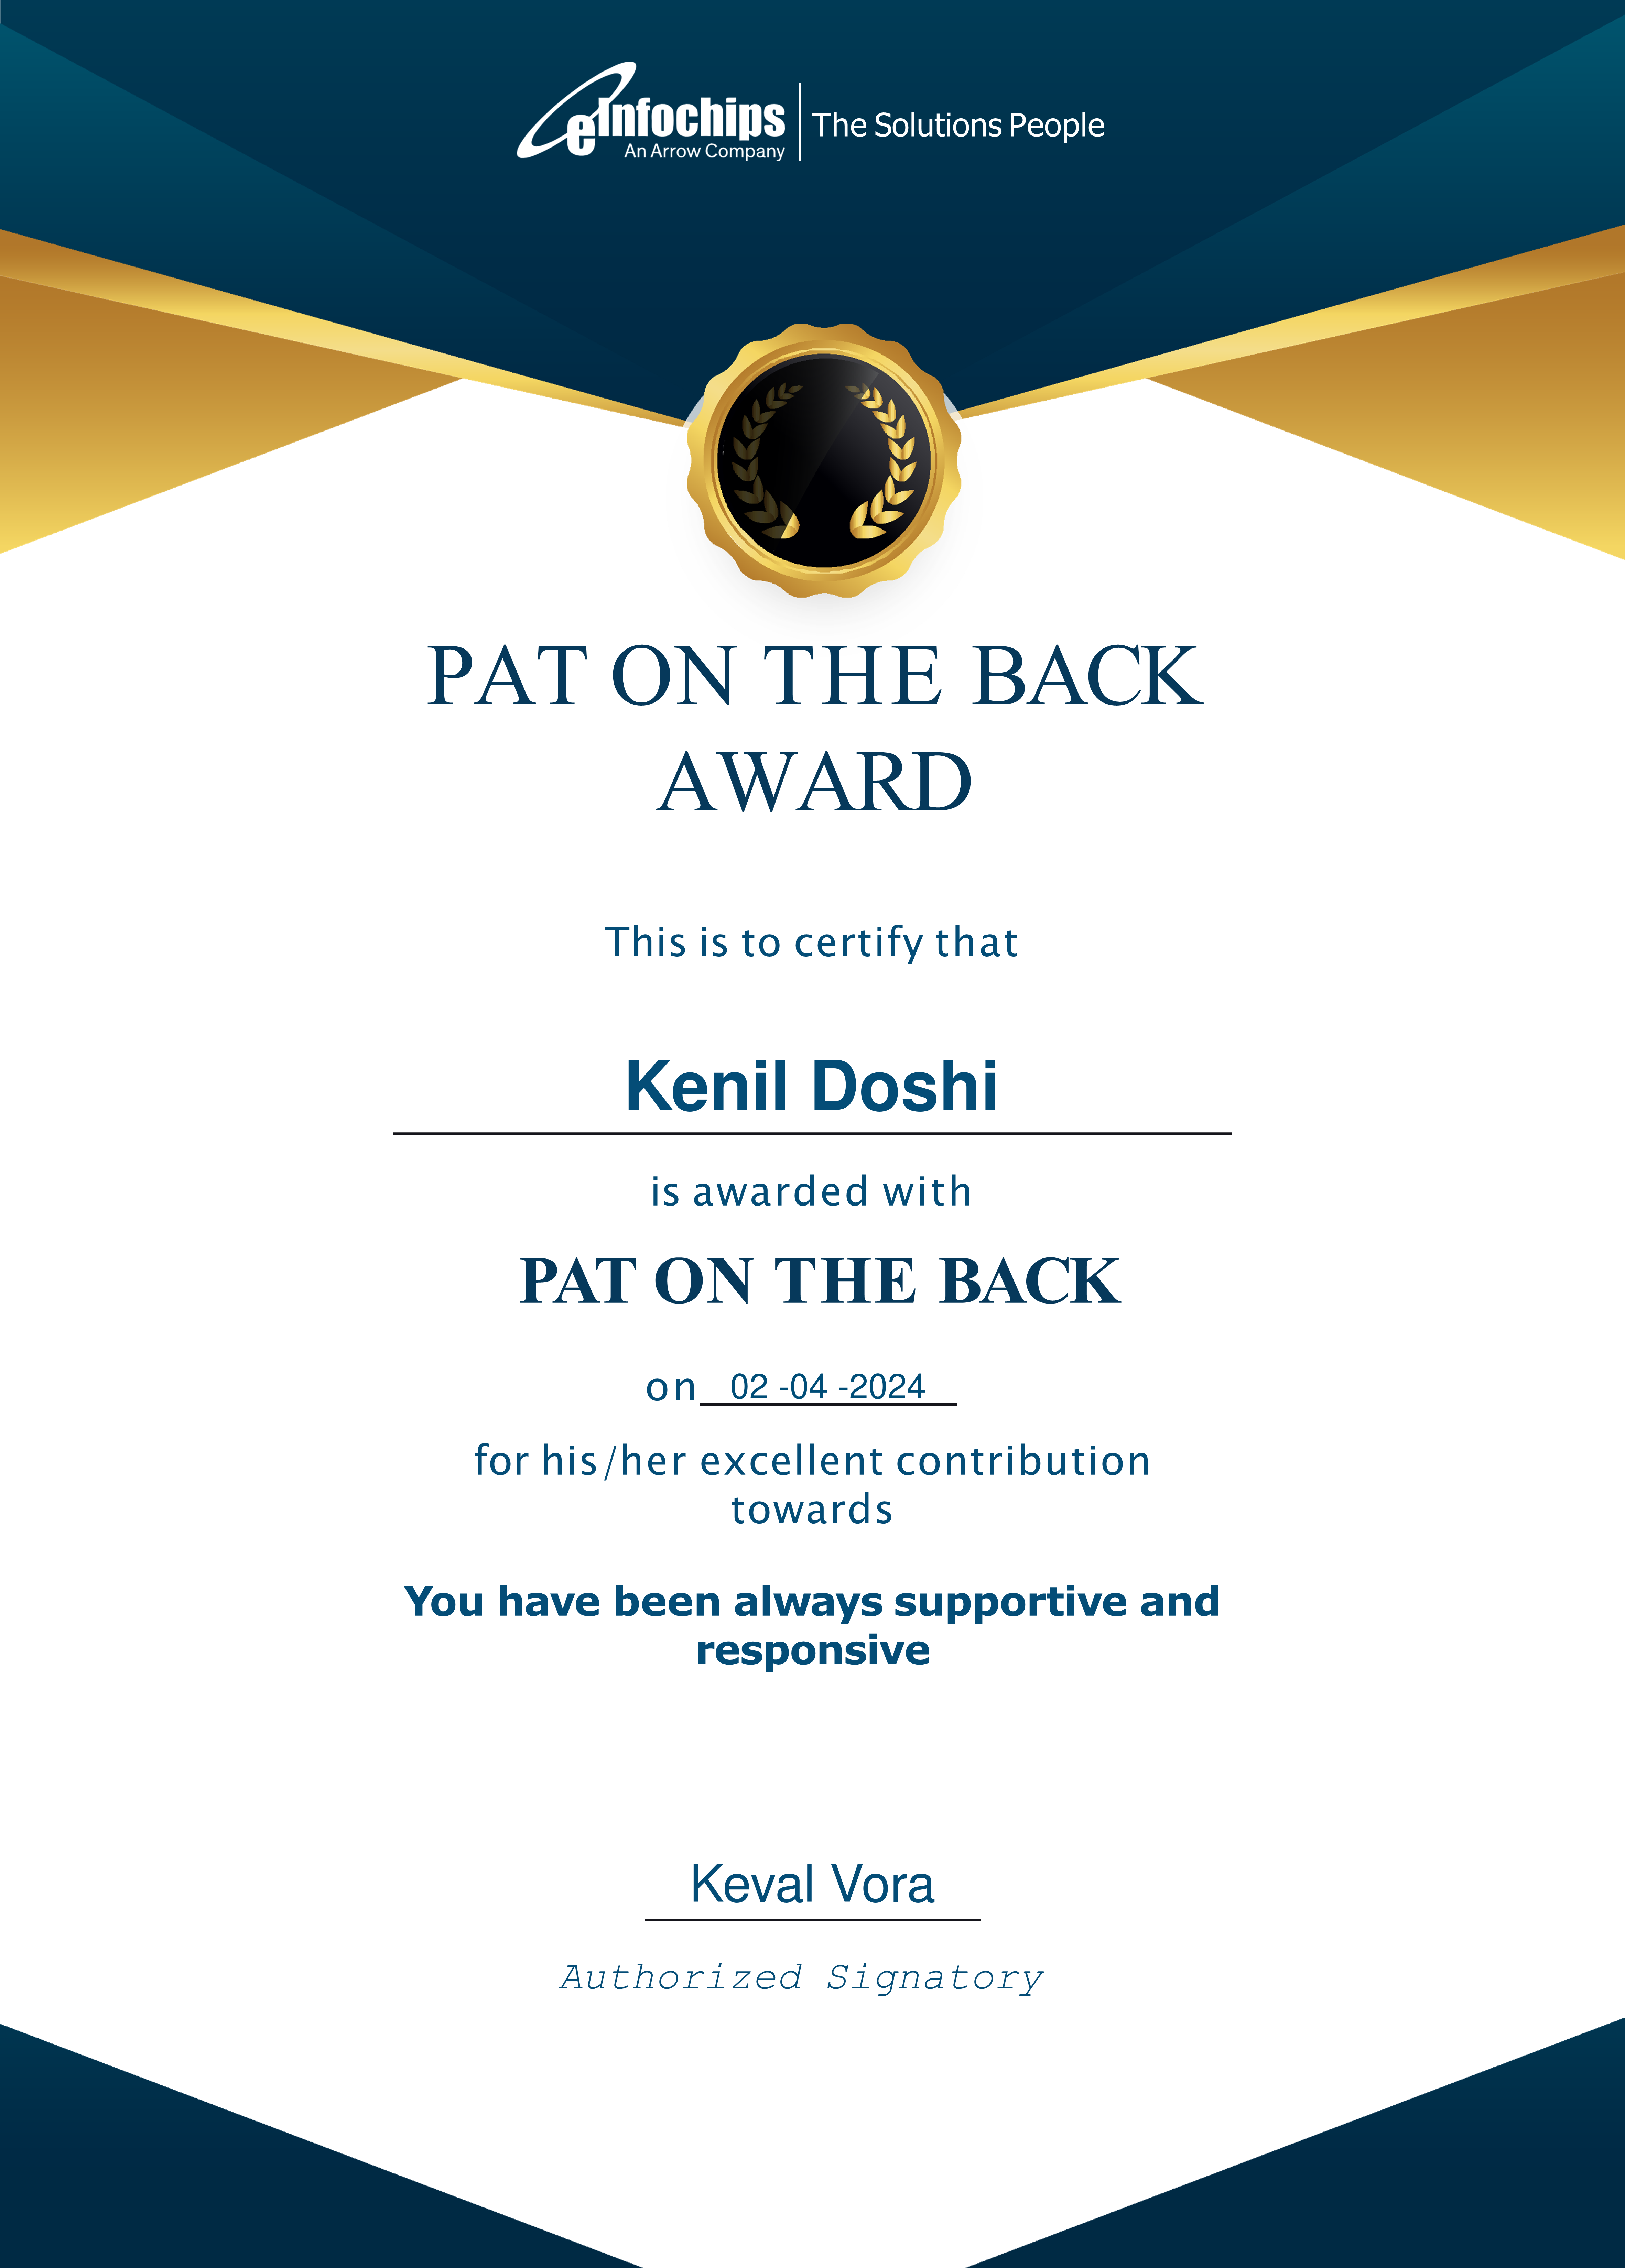 eInfochips
An Arrow Company
The Solutions People
PAT ON THE BACK
AWARD
This is to certify that
Kenil Doshi
is awarded with
PAT ON THE BACK
on 02 -04 -2024
for his/her excellent contribution
towards
You have been always supportive and
responsive
Keval Vora
Authorized Signatory